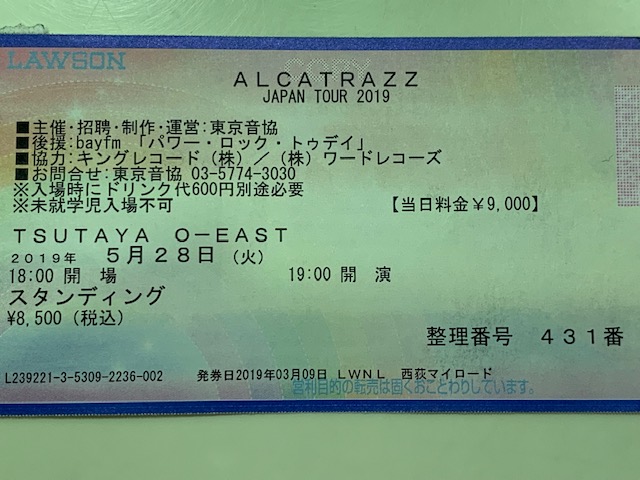 LAWSON
ALCATRAZZ
JAPAN TOUR 2019
■主催・招聘・制作・運営：東京音協
■後援：bayfm 「パワー・ロック・トゥデイ」
■協力：キングレコード（株）／（株）ワードレコーズ
■お問合せ：東京音協 03-5774-3030
※入場時にドリンク代600円別途必要
※未就学児入場不可 【当日料金￥9,000】
TSUTAYA O-EAST
2019年 5月28日（火）
18:00 開 場 19:00 開 演
スタンディング
¥8,500（税込）
整理番号 431番
L239221-3-5309-2236-002 発券日2019年03月09日 LWNL 西荻マイロード
営利目的の転売は固くおことわりしています。